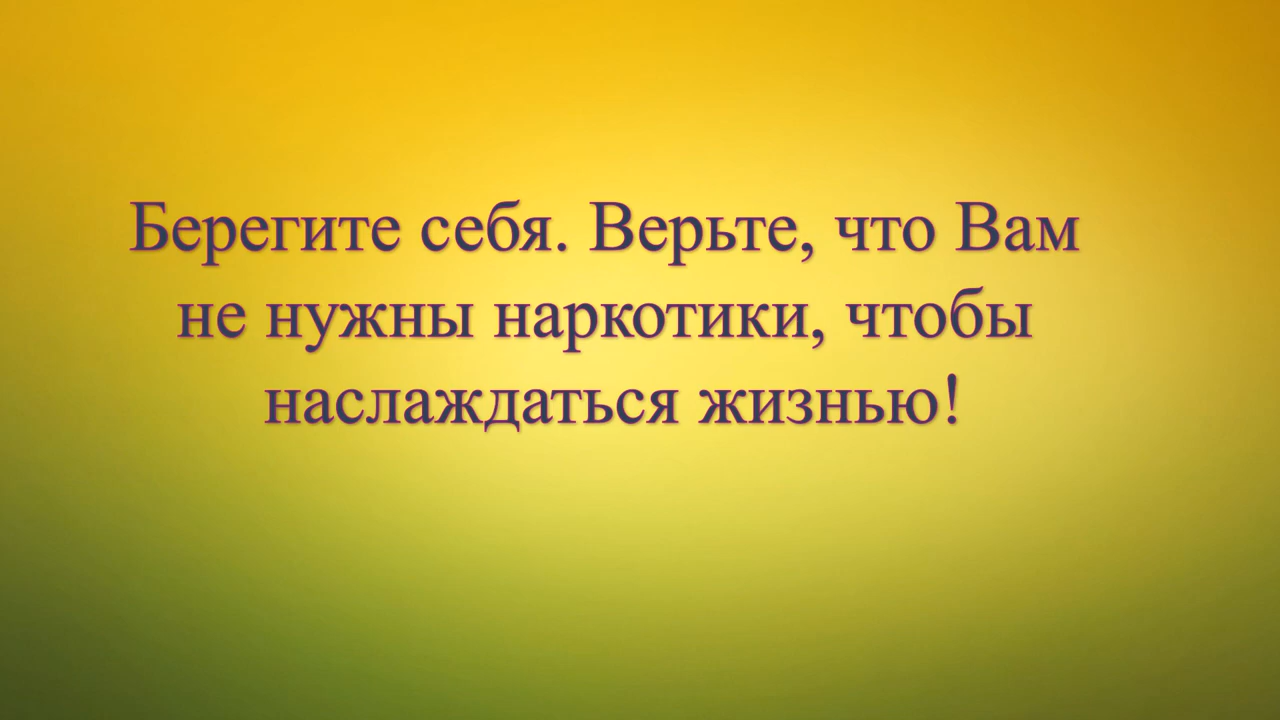 Берегите себя. Верьте, что Вам
не нужны наркотики, чтобы
наслаждаться жизнью!